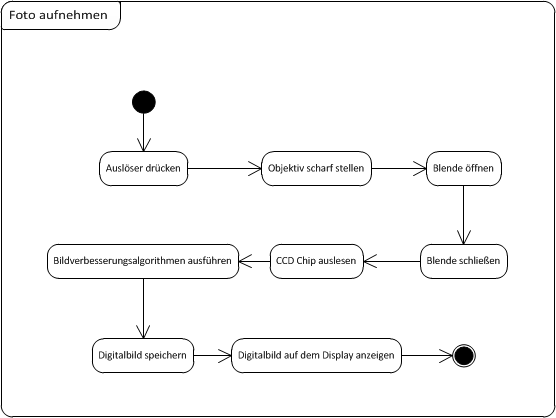 Foto aufnehmen
Auslöser drücken
Objektiv scharf stellen
Blende öffnen
Blende schließen
CCD Chip auslesen
Bildverbesserungsalgorithmen ausführen
Digitalbild speichern
Digitalbild auf dem Display anzeigen